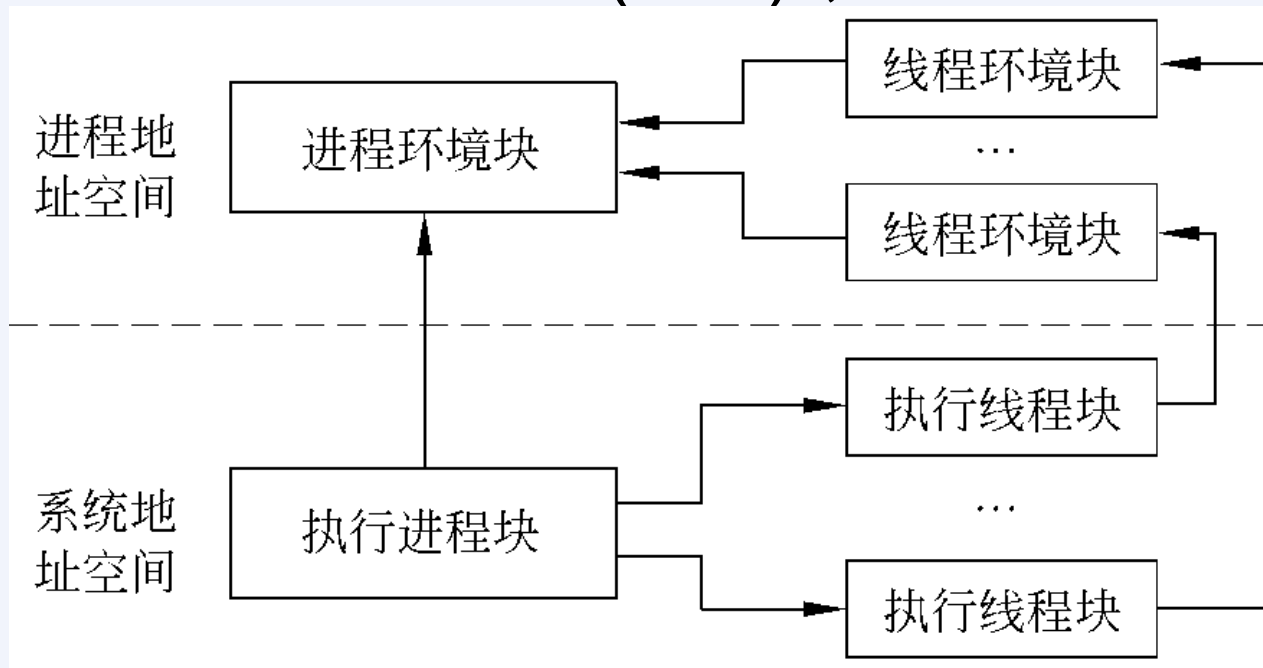 线程环境块
进程地
址空间
进程环境块
…
线程环境块
执行线程块
系统地
址空间
执行进程块
…
执行线程块